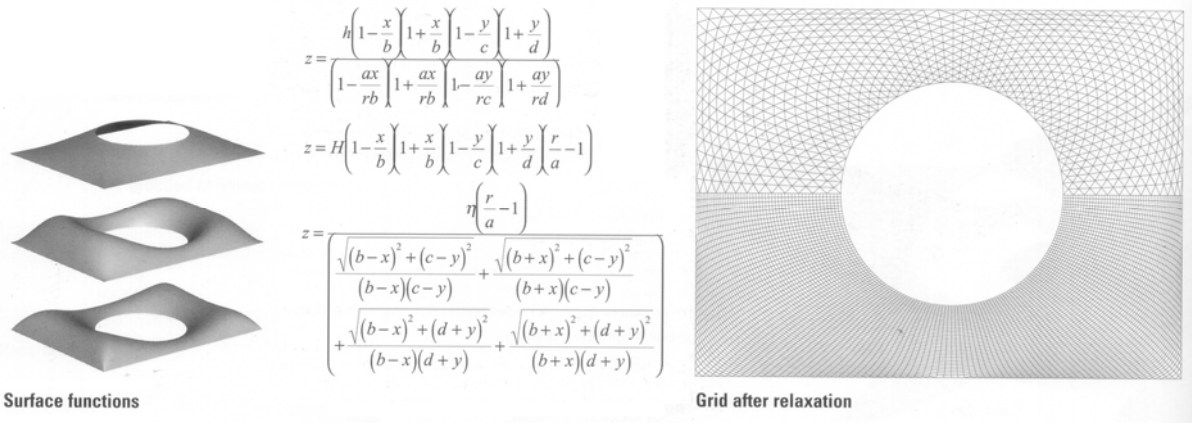 z = h(1 − x/b)(1 + x/b)(1 − y/c)(1 + y/d) / ((1 − ax/rb)(1 + ax/rb)(1 − ay/rc)(1 + ay/rd))
z = H(1 − x/b)(1 + x/b)(1 − y/c)(1 + y/d)(r/a − 1)
z = η(r/a − 1) / (√((b − x)² + (c − y)²) / ((b − x)(c − y)) + √((b + x)² + (c − y)²) / ((b + x)(c − y))
+ √((b − x)² + (d + y)²) / ((b − x)(d + y)) + √((b + x)² + (d + y)²) / ((b + x)(d + y)))
Surface functions
Grid after relaxation